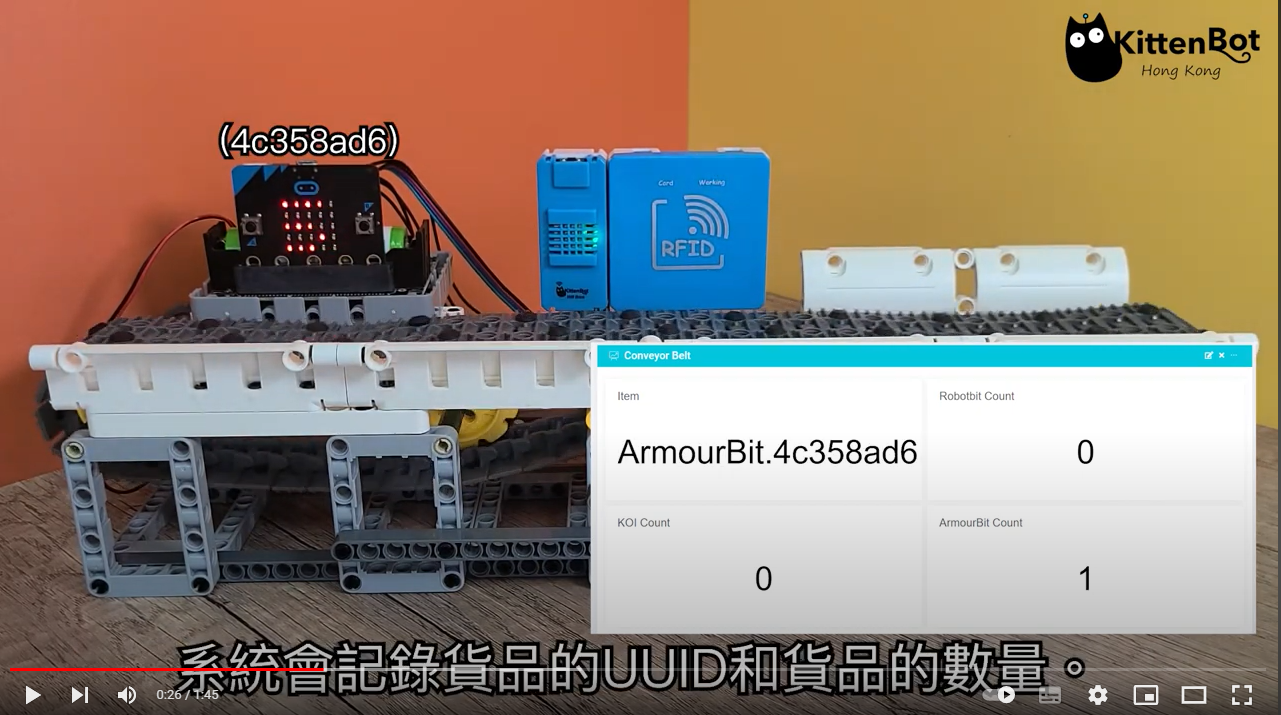 KittenBot
Hong Kong
(4c358ad6)
Card Working
RFID
KittenBot
Conveyor Belt
Item
Robotbit Count
ArmourBit.4c358ad6
0
KOI Count
ArmourBit Count
0
1
系統會記錄貨品的UUID和貨品的數量。
0:26 / 1:45